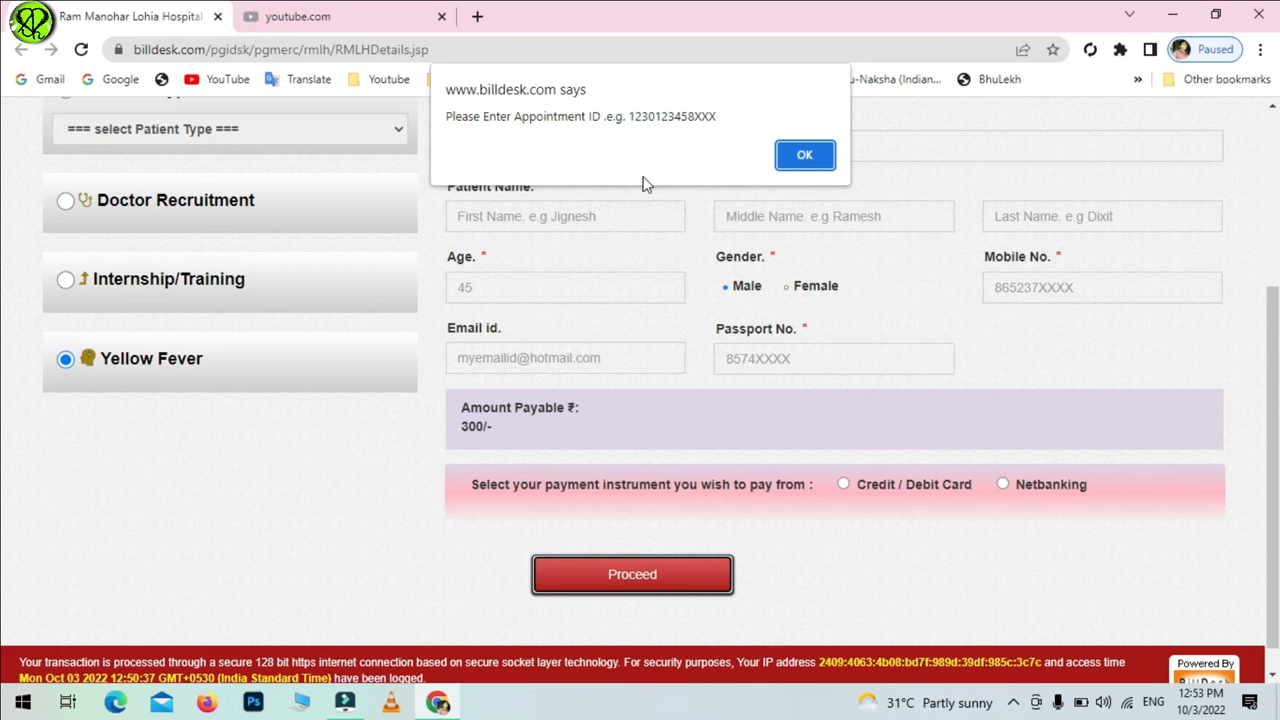 Ram Manohar Lohia Hospital
youtube.com
billdesk.com/pgidsk/pgmerc/rmlh/RMLHDetails.jsp
Paused
Gmail
Google
YouTube
Translate
Youtube
u-Naksha (Indian...
BhuLekh
»
Other bookmarks
www.billdesk.com says
Please Enter Appointment ID .e.g. 1230123458XXX
OK
=== select Patient Type ===
Doctor Recruitment
Internship/Training
Yellow Fever
Patient Name.
First Name. e.g Jignesh
Middle Name. e.g Ramesh
Last Name. e.g Dixit
Age. *
Gender. *
Mobile No. *
45
Male
Female
865237XXXX
Email id.
Passport No. *
myemailid@hotmail.com
8574XXXX
Amount Payable ₹:
300/-
Select your payment instrument you wish to pay from :
Credit / Debit Card
Netbanking
Proceed
Your transaction is processed through a secure 128 bit https internet connection based on secure socket layer technology. For security purposes, Your IP address 2409:4063:4b08:bd7f:989d:39df:985c:3c7c and access time
Mon Oct 03 2022 12:50:37 GMT+0530 (India Standard Time) have been logged.
Powered By
Ps
31°C Partly sunny
ENG
12:53 PM
10/3/2022